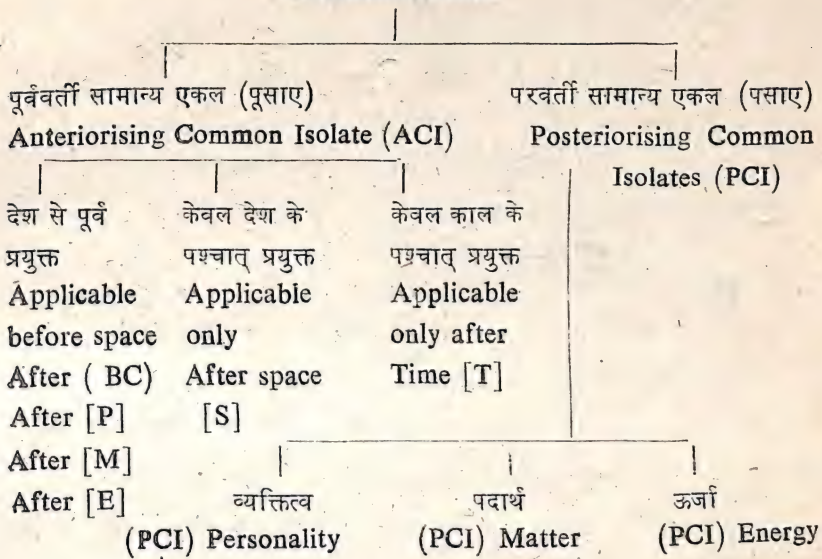 पूर्ववर्ती सामान्य एकल (पूसाए)
Anteriorising Common Isolate (ACI)
परवर्ती सामान्य एकल (पसाए)
Posteriorising Common
Isolates (PCI)
देश से पूर्व
प्रयुक्त
Applicable
before space
After ( BC)
After [P]
After [M]
After [E]
केवल देश के
पश्चात् प्रयुक्त
Applicable
only
After space
[S]
केवल काल के
पश्चात् प्रयुक्त
Applicable
only after
Time [T]
व्यक्तित्व
(PCI) Personality
पदार्थ
(PCI) Matter
ऊर्जा
(PCI) Energy